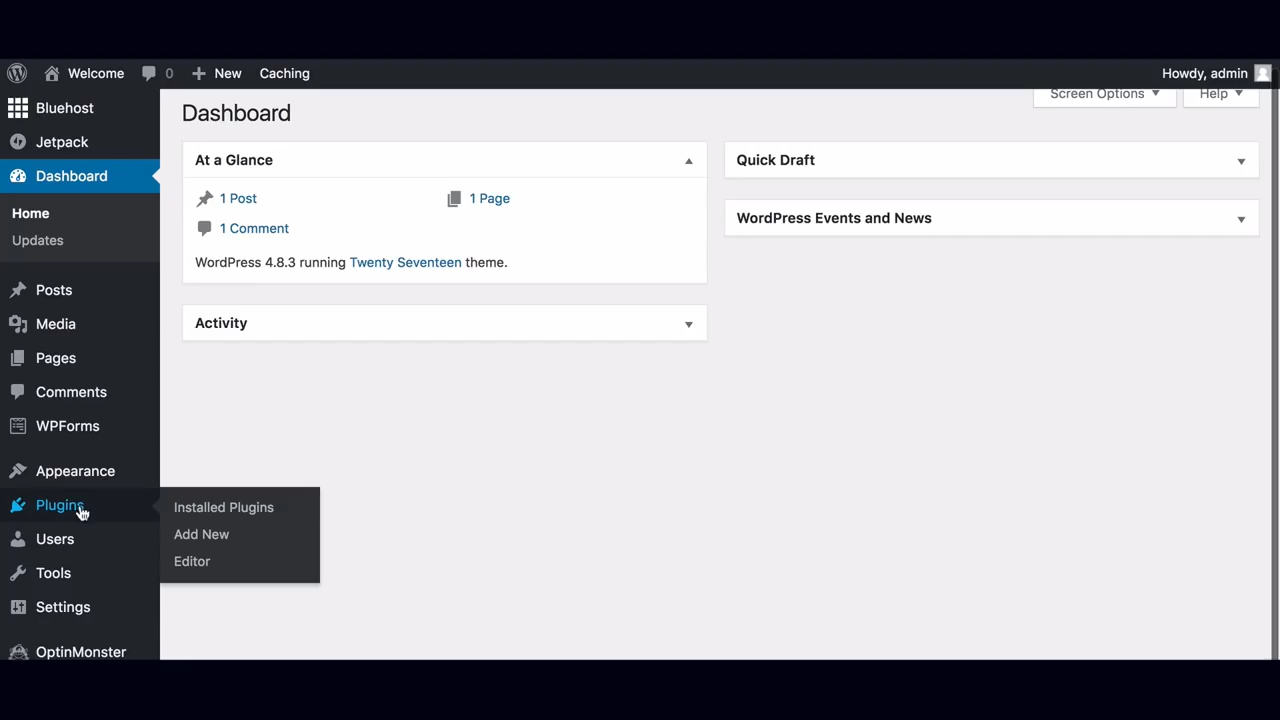 Welcome 0 New Caching Howdy, admin
Bluehost
Jetpack
Dashboard
Home
Updates
Posts
Media
Pages
Comments
WPForms
Appearance
Plugins
Users
Tools
Settings
OptinMonster
Installed Plugins
Add New
Editor
Screen Options Help
Dashboard
At a Glance
1 Post 1 Page
1 Comment
WordPress 4.8.3 running Twenty Seventeen theme.
Activity
Quick Draft
WordPress Events and News